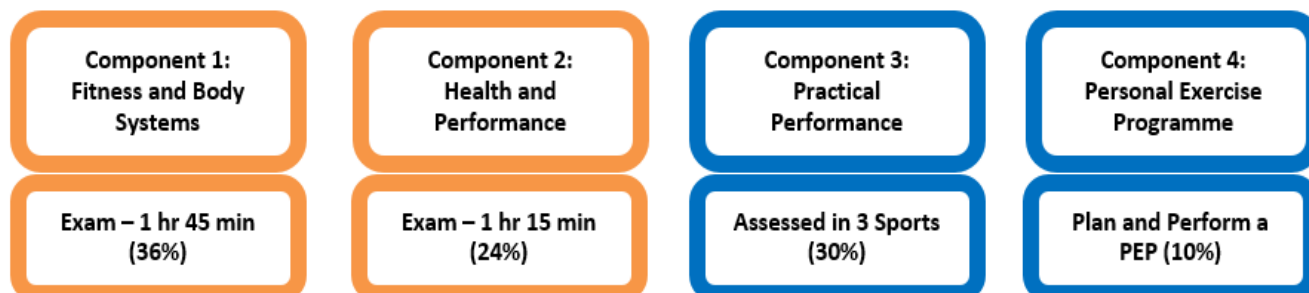 Component 1:
Fitness and Body
Systems
Exam – 1 hr 45 min
(36%)
Component 2:
Health and
Performance
Exam – 1 hr 15 min
(24%)
Component 3:
Practical
Performance
Assessed in 3 Sports
(30%)
Component 4:
Personal Exercise
Programme
Plan and Perform a
PEP (10%)